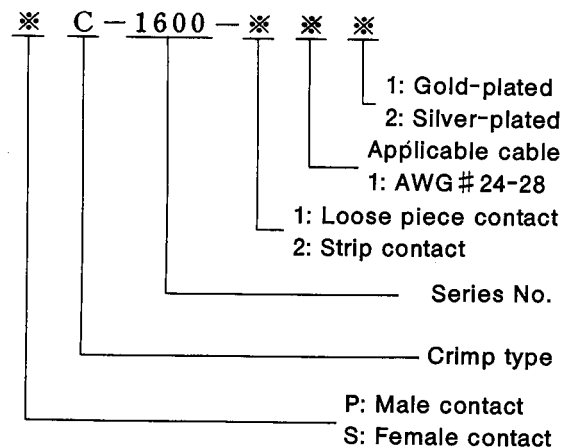 ※ C-1600-※ ※ ※
1: Gold-plated
2: Silver-plated
Applicable cable
1: AWG#24-28
1: Loose piece contact
2: Strip contact
Series No.
Crimp type
P: Male contact
S: Female contact